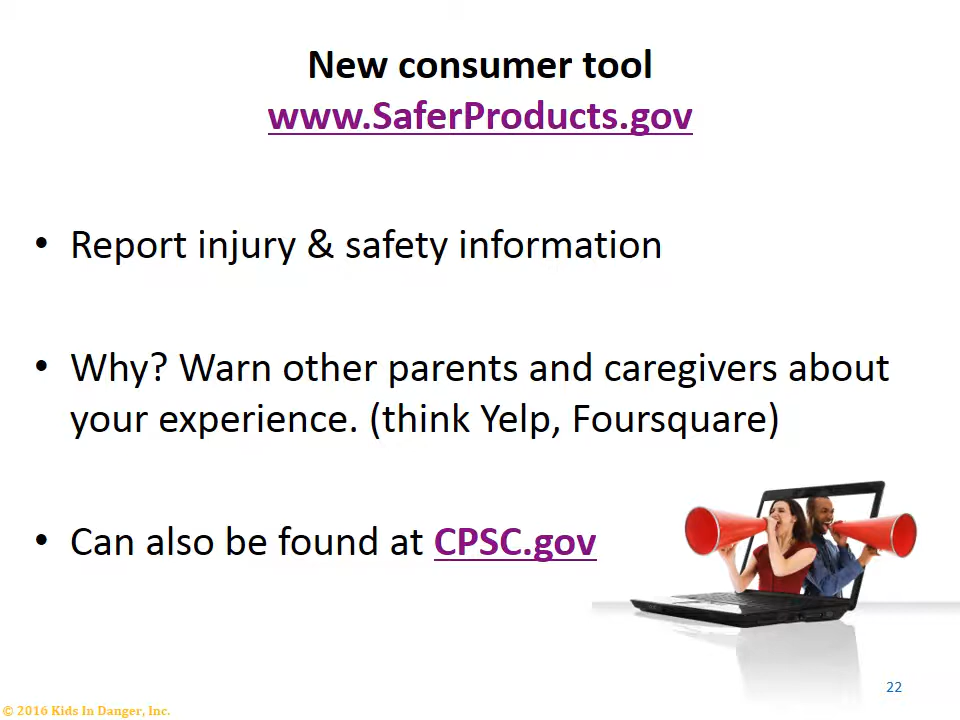 New consumer tool
www.SaferProducts.gov
• Report injury & safety information
• Why? Warn other parents and caregivers about
your experience. (think Yelp, Foursquare)
• Can also be found at CPSC.gov
22
© 2016 Kids In Danger, Inc.